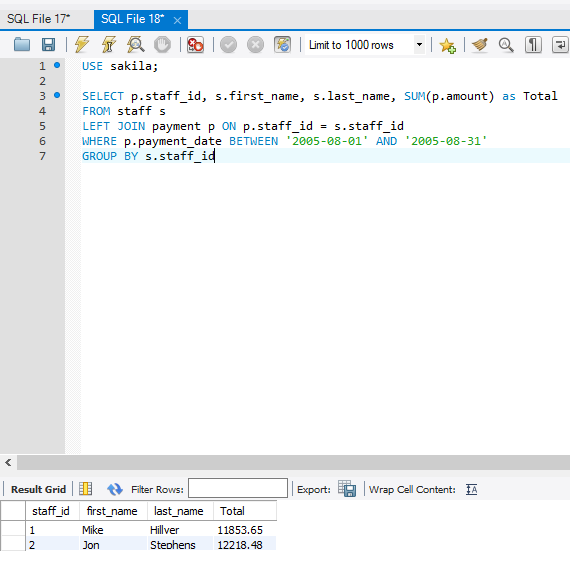 SQL File 17* SQL File 18*
Limit to 1000 rows
1 USE sakila;
2
3 SELECT p.staff_id, s.first_name, s.last_name, SUM(p.amount) as Total
4 FROM staff s
5 LEFT JOIN payment p ON p.staff_id = s.staff_id
6 WHERE p.payment_date BETWEEN '2005-08-01' AND '2005-08-31'
7 GROUP BY s.staff_id
Result Grid Filter Rows: Export: Wrap Cell Content:
staff_id first_name last_name Total
1 Mike Hillyer 11853.65
2 Jon Stephens 12218.48